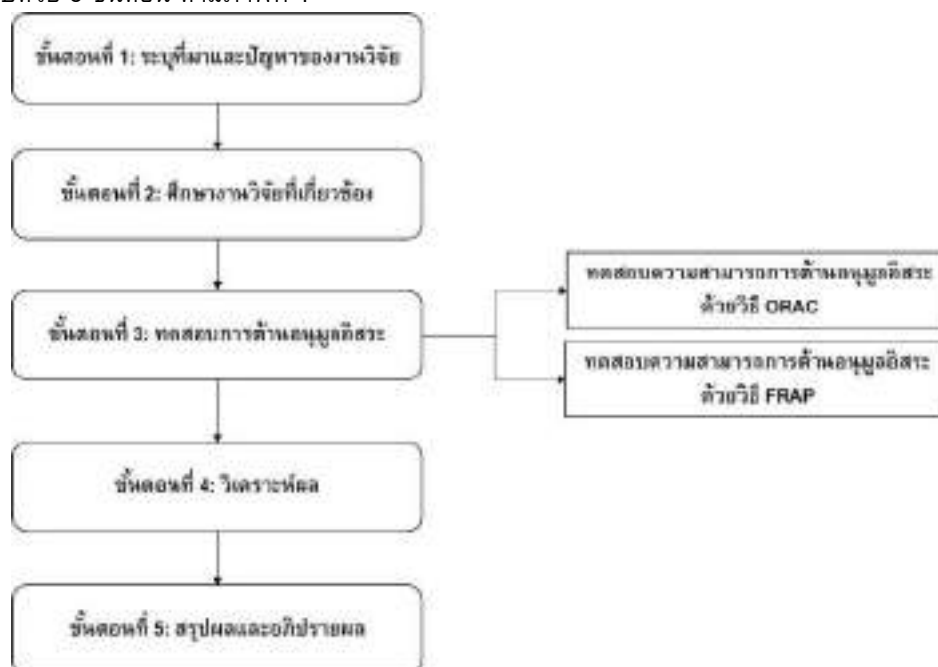 ขั้นตอนที่ 1: ระบุที่มาและปัญหาของงานวิจัย
ขั้นตอนที่ 2: ศึกษางานวิจัยที่เกี่ยวข้อง
ขั้นตอนที่ 3: ทดสอบการต้านอนุมูลอิสระ
ทดสอบความสามารถการต้านอนุมูลอิสระ
ด้วยวิธี ORAC
ทดสอบความสามารถการต้านอนุมูลอิสระ
ด้วยวิธี FRAP
ขั้นตอนที่ 4: วิเคราะห์ผล
ขั้นตอนที่ 5: สรุปผลและอภิปรายผล